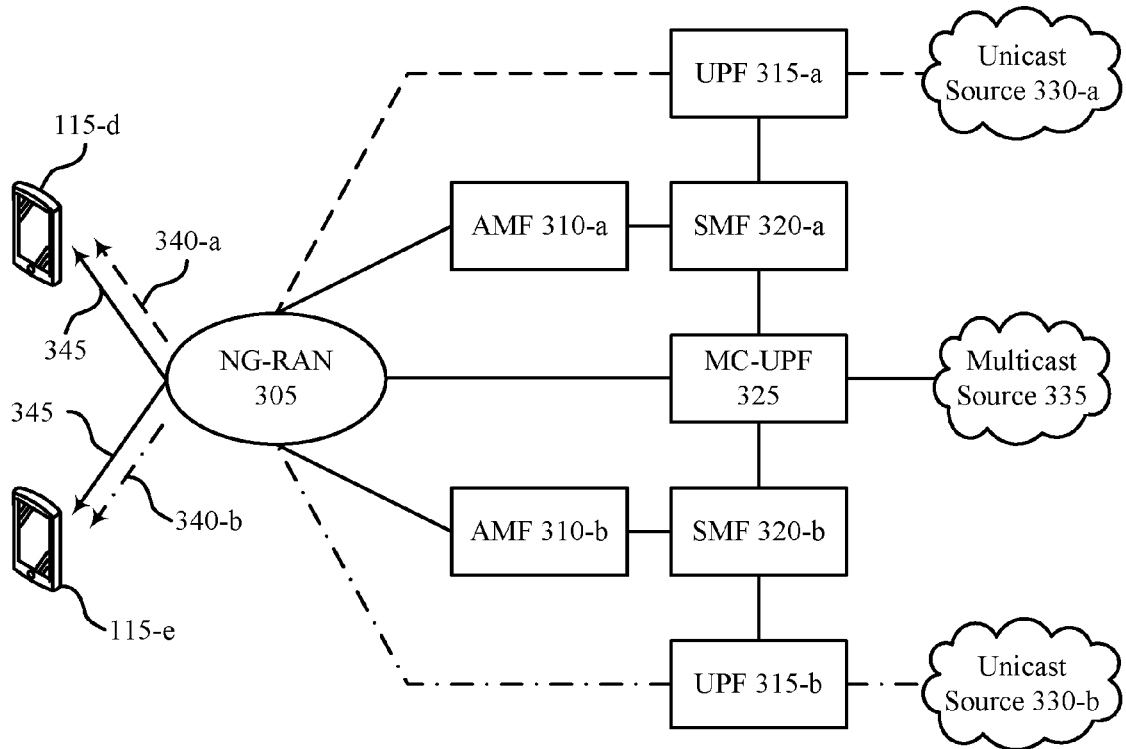 UPF 315-a
Unicast
Source 330-a
115-d
340-a
AMF 310-a
SMF 320-a
345
NG-RAN
305
MC-UPF
325
Multicast
Source 335
345
340-b
AMF 310-b
SMF 320-b
115-e
UPF 315-b
Unicast
Source 330-b